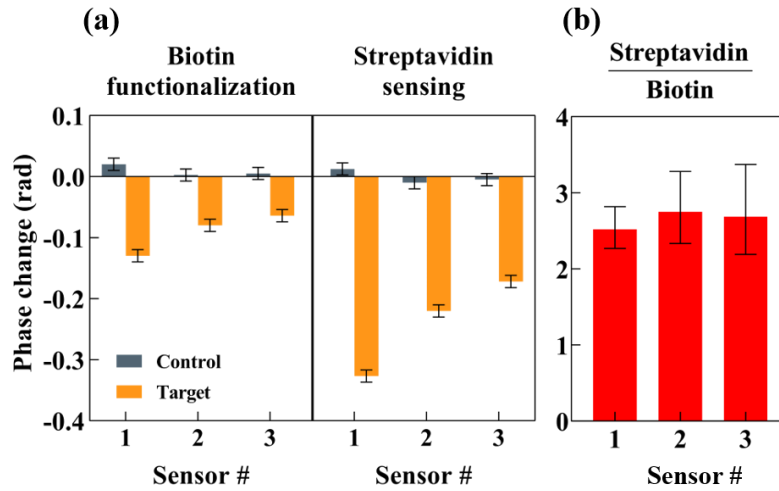 (a)
Biotin
functionalization
Streptavidin
sensing
Phase change (rad)
0.1
0.0
-0.1
-0.2
-0.3
-0.4
Control
Target
1 2 3
1 2 3
Sensor #
Sensor #
(b)
Streptavidin
Biotin
4
3
2
1
0
1 2 3
Sensor #